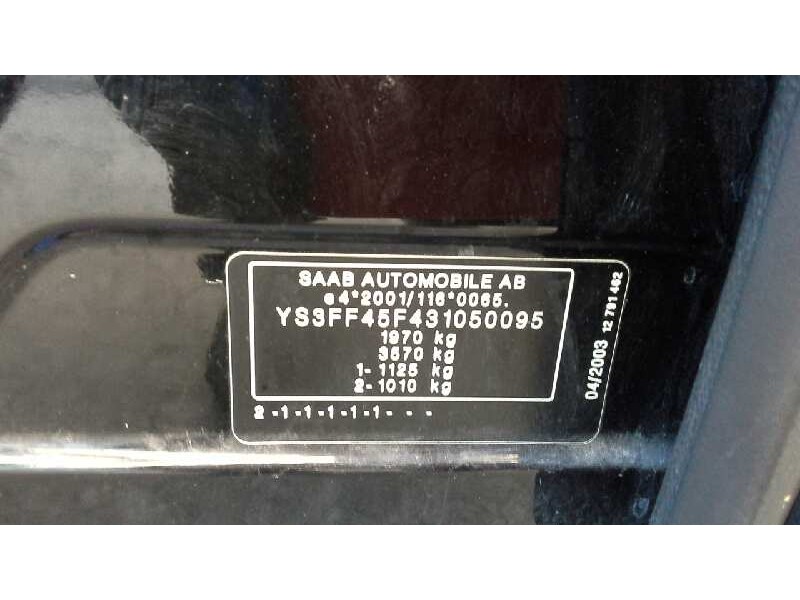 SAAB AUTOMOBILE AB
e4*2001/116*0065.
YS3FF45F431050095
1970 kg
3570 kg
1- 1125 kg
2- 1010 kg
2 -1-1-1-1-1- - -
04/2003 12 791 462